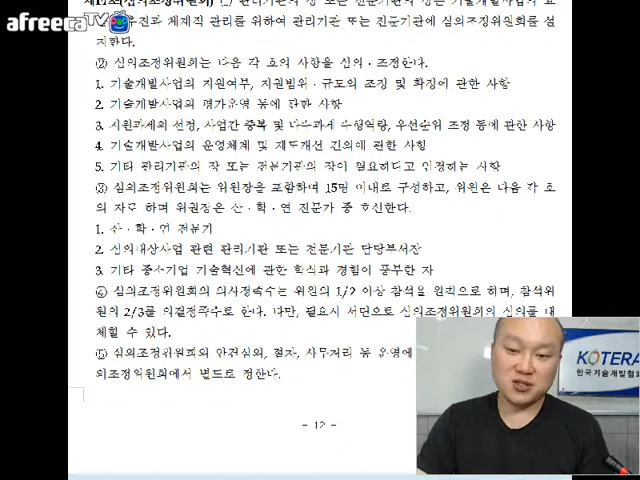 afreecaTV
제12조(심의조정위원회) ① 관리기관의 장 또는 전문기관의 장은 기술개발사업의
추진과 체계적 관리를 위하여 관리기관 또는 전문기관에 심의조정위원회를 설
치한다.
② 심의조정위원회는 다음 각 호의 사항을 심의·조정한다.
1. 기술개발사업의 지원여부, 지원범위·규모의 조정 및 확정에 관한 사항
2. 기술개발사업의 평가운영 등에 관한 사항
3. 지원과제의 선정, 사업간 중복 및 다수과제 수행역량, 우선순위 조정 등에 관한 사항
4. 기술개발사업의 운영체계 및 제도개선 건의에 관한 사항
5. 기타 관리기관의 장 또는 전문기관의 장이 필요하다고 인정하는 사항
③ 심의조정위원회는 위원장을 포함하여 15명 이내로 구성하고, 위원은 다음 각 호
의 자로 하며 위원장은 산·학·연 전문가 중 호선한다.
1. 산·학·연 전문가
2. 심의대상사업 관련 관리기관 또는 전문기관 담당부서장
3. 기타 중소기업 기술혁신에 관한 학식과 경험이 풍부한 자
④ 심의조정위원회의 의사정족수는 위원의 1/2 이상 참석을 원칙으로 하며, 참석위
원의 2/3를 의결정족수로 한다. 다만, 필요시 서면으로 심의조정위원회의 심의를 대
체할 수 있다.
⑤ 심의조정위원회의 안건심의, 절차, 사무처리 등 운영에
의조정위원회에서 별도로 정한다.
- 12 -
KOTERA
한국기술개발협회